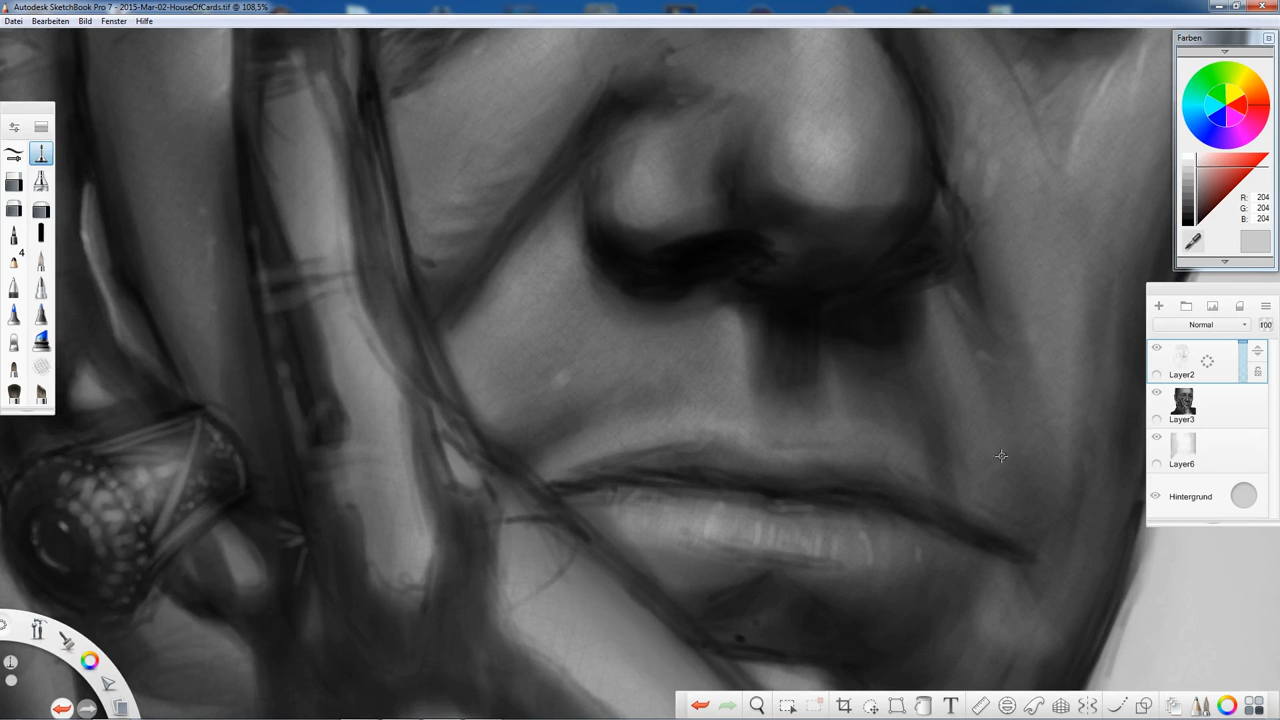 Autodesk SketchBook Pro 7 - 2015-Mar-02-HouseOfCards.tif @ 108,5%
Datei Bearbeiten Bild Fenster Hilfe
Farben
R: 204
G: 204
B: 204
4
Normal 100
Layer2
Layer3
Layer6
Hintergrund
T